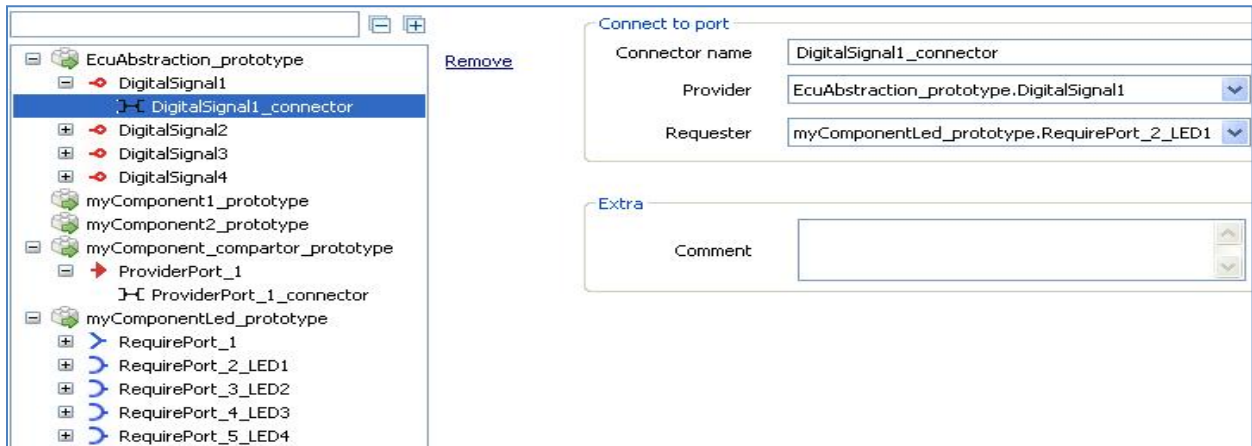 EcuAbstraction_prototype
DigitalSignal1
DigitalSignal1_connector
DigitalSignal2
DigitalSignal3
DigitalSignal4
myComponent1_prototype
myComponent2_prototype
myComponent_compartor_prototype
ProviderPort_1
ProviderPort_1_connector
myComponentLed_prototype
RequirePort_1
RequirePort_2_LED1
RequirePort_3_LED2
RequirePort_4_LED3
RequirePort_5_LED4
Remove
Connect to port
Connector name DigitalSignal1_connector
Provider EcuAbstraction_prototype.DigitalSignal1
Requester myComponentLed_prototype.RequirePort_2_LED1
Extra
Comment